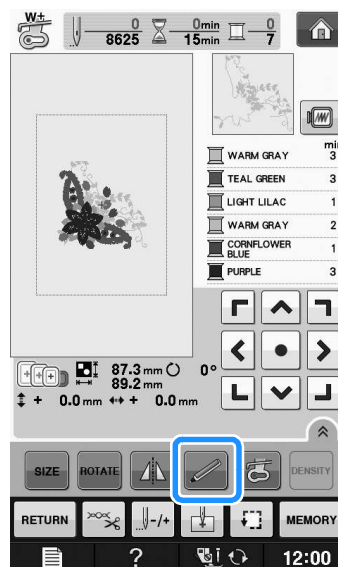 W+
0 0min 0
8625 15min 7
min
WARM GRAY 3
TEAL GREEN 3
LIGHT LILAC 1
WARM GRAY 2
CORNFLOWER
BLUE 1
PURPLE 3
87.3 mm 0°
89.2 mm
+ 0.0 mm + 0.0 mm
SIZE ROTATE DENSITY
RETURN -/+ MEMORY
? 12:00